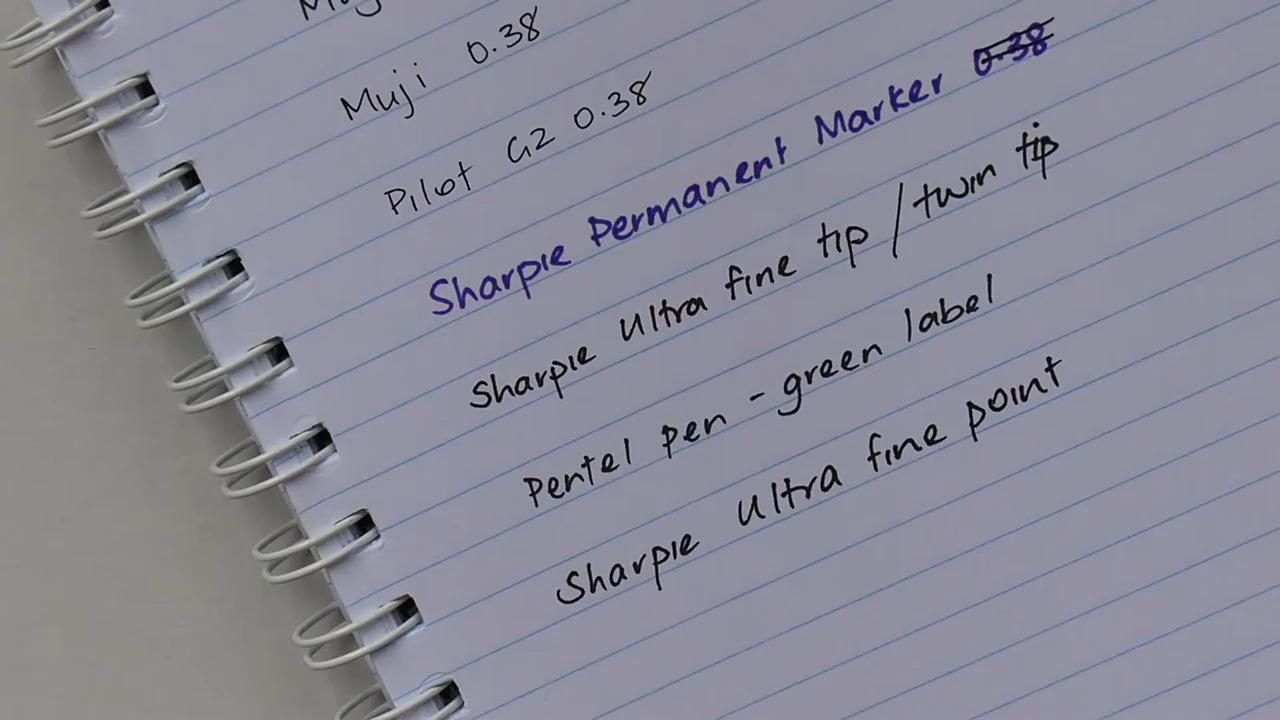 Muji 0.38
Pilot G2 0.38
Sharpie Permanent Marker 0.38
Sharpie Ultra fine tip / twin tip
Pentel pen - green label
Sharpie Ultra fine point